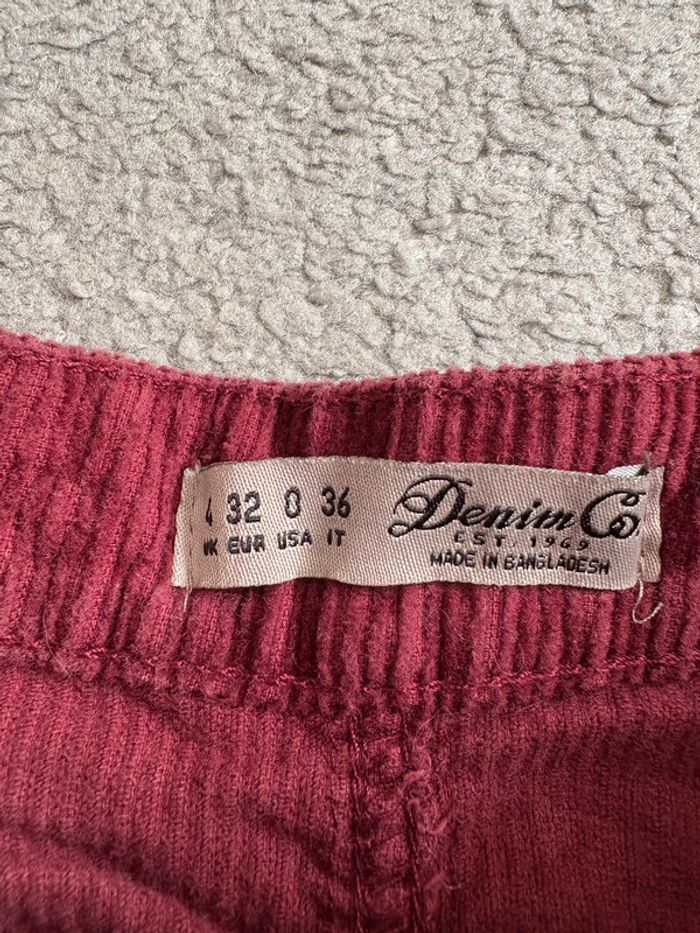 4 32 0 36
UK EUR USA IT
Denim Co.
EST. 1969
MADE IN BANGLADESH